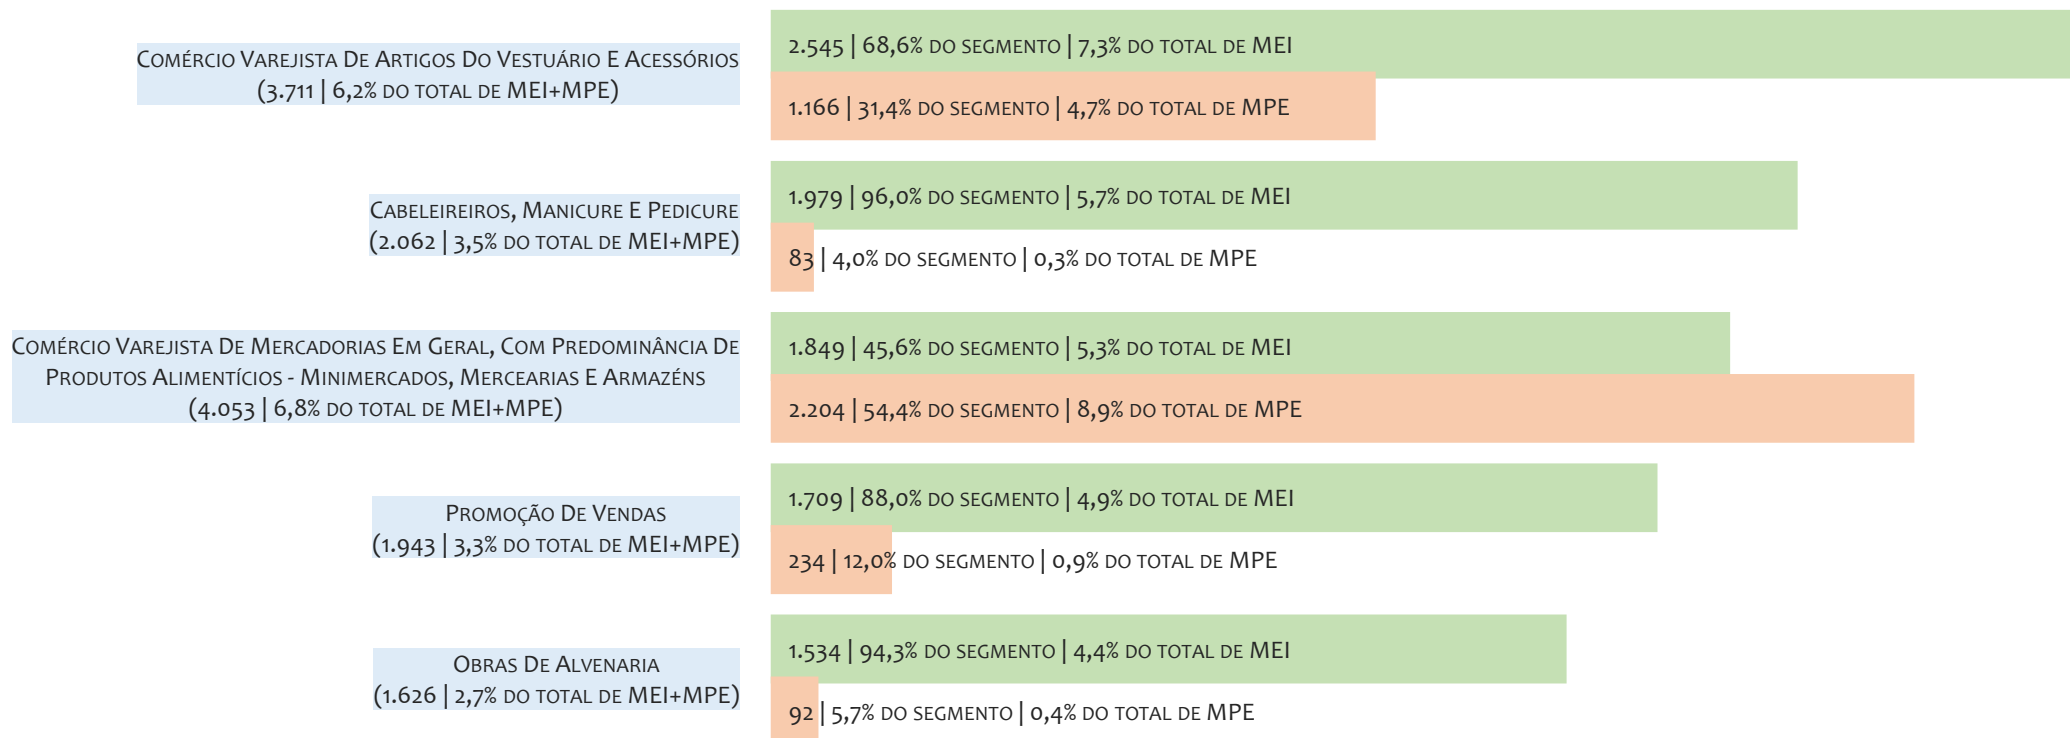 Comércio Varejista De Artigos Do Vestuário E Acessórios
(3.711 | 6,2% do total de MEI+MPE)
2.545 | 68,6% do segmento | 7,3% do total de MEI
1.166 | 31,4% do segmento | 4,7% do total de MPE
Cabeleireiros, Manicure E Pedicure
(2.062 | 3,5% do total de MEI+MPE)
1.979 | 96,0% do segmento | 5,7% do total de MEI
83 | 4,0% do segmento | 0,3% do total de MPE
Comércio Varejista De Mercadorias Em Geral, Com Predominância De
Produtos Alimentícios - Minimercados, Mercearias E Armazéns
(4.053 | 6,8% do total de MEI+MPE)
1.849 | 45,6% do segmento | 5,3% do total de MEI
2.204 | 54,4% do segmento | 8,9% do total de MPE
Promoção De Vendas
(1.943 | 3,3% do total de MEI+MPE)
1.709 | 88,0% do segmento | 4,9% do total de MEI
234 | 12,0% do segmento | 0,9% do total de MPE
Obras De Alvenaria
(1.626 | 2,7% do total de MEI+MPE)
1.534 | 94,3% do segmento | 4,4% do total de MEI
92 | 5,7% do segmento | 0,4% do total de MPE